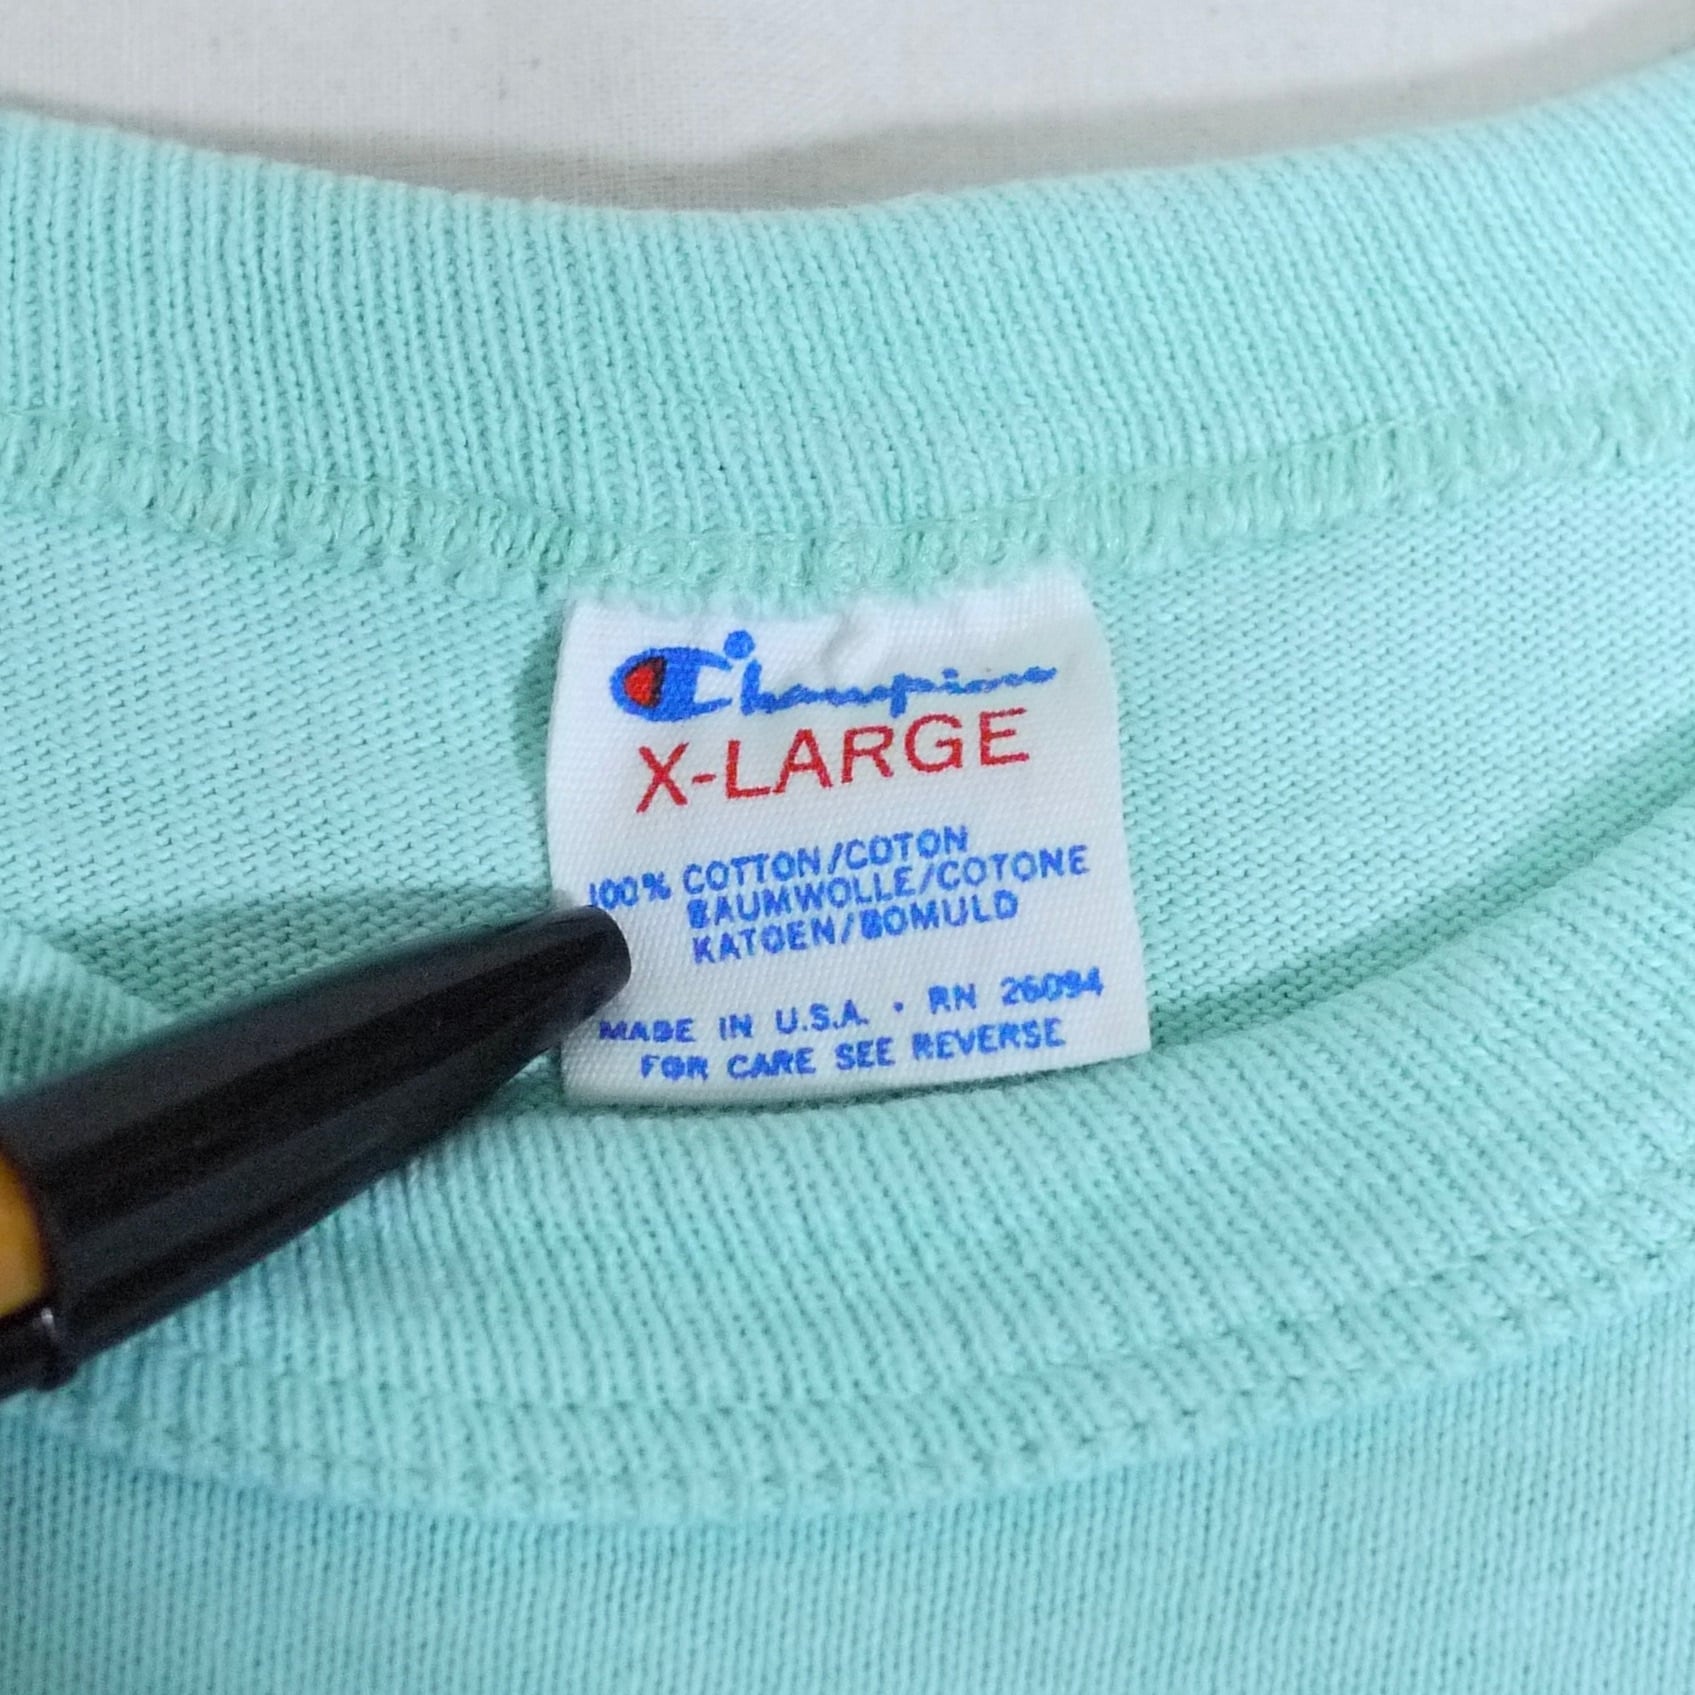 Champion
X-LARGE
100% COTTON/COTON
BAUMWOLLE/COTONE
KATOEN/BOMULD
MADE IN U.S.A. · RN 26094
FOR CARE SEE REVERSE